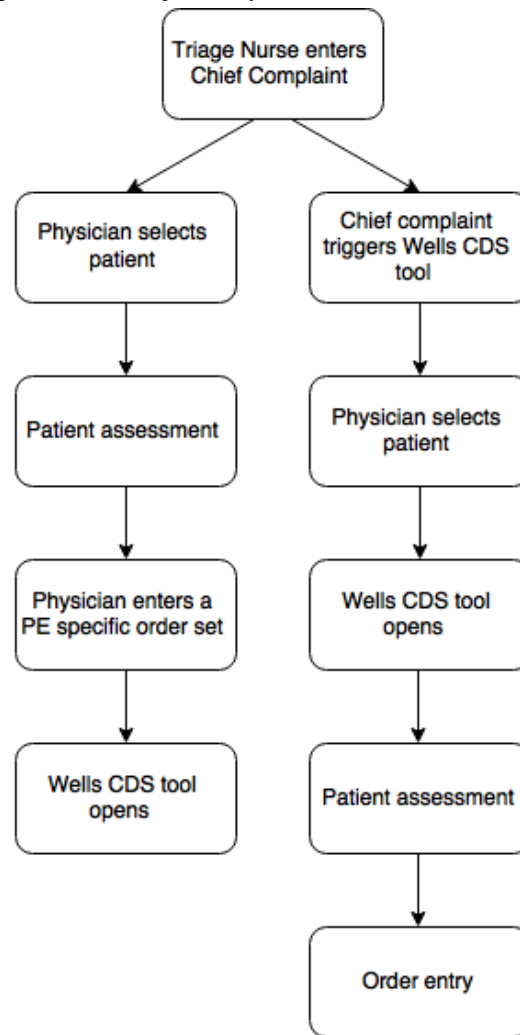 Triage Nurse enters
Chief Complaint
Physician selects
patient
Patient assessment
Physician enters a
PE specific order set
Wells CDS tool
opens
Chief complaint
triggers Wells CDS
tool
Physician selects
patient
Wells CDS tool
opens
Patient assessment
Order entry